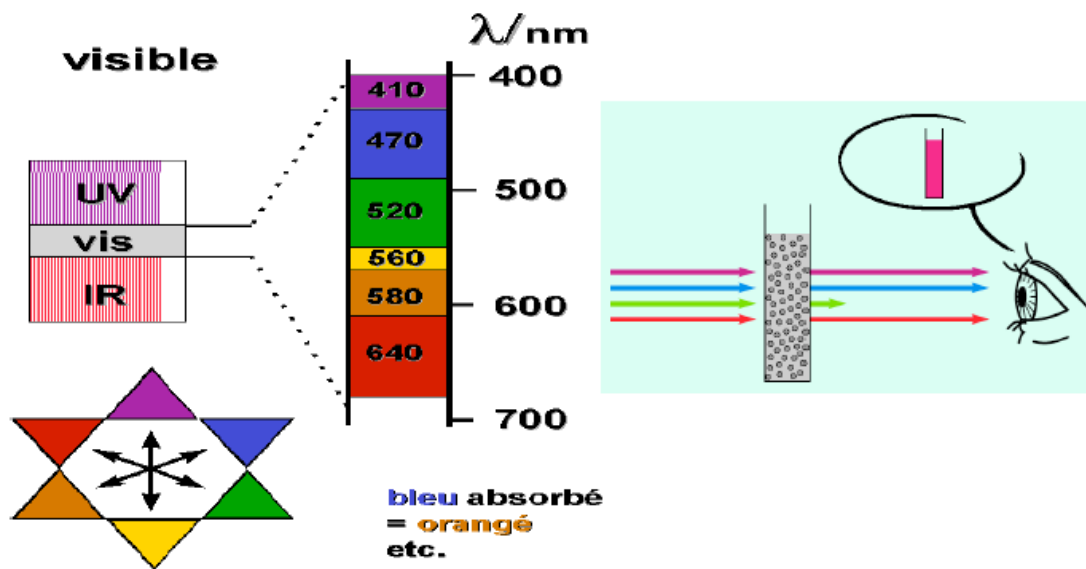 visible
λ/nm
UV
vis
IR
410
470
520
560
580
640
400
500
600
700
bleu absorbé
= orangé
etc.